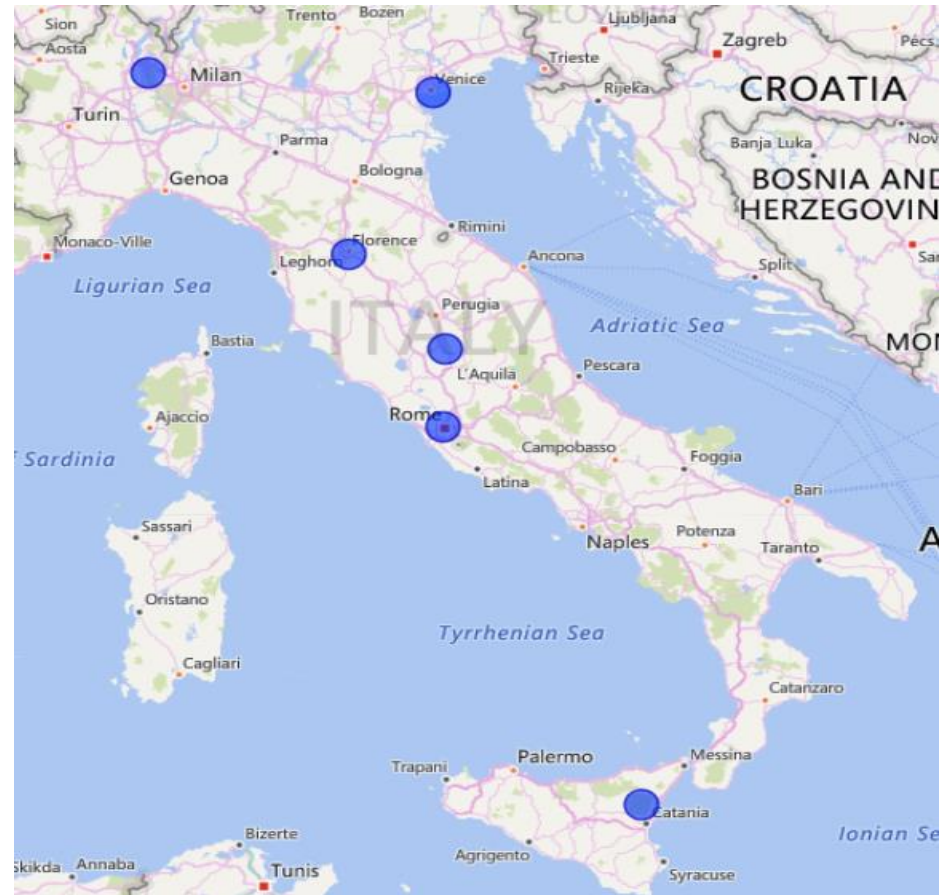 SLOVENIA
Ljubljana
Sion
Trento
Bozen
Aosta
Zagreb
Pécs
Trieste
Milan
Venice
Rijeka
CROATIA
Turin
Parma
Banja Luka
Nov
Bologna
Genoa
BOSNIA AND
HERZEGOVIN
Rimini
Monaco-Ville
Florence
Leghorn
Ancona
Split
Sar
Ligurian Sea
Perugia
ITALY
Adriatic Sea
Bastia
MON
L'Aquila
Pescara
Ajaccio
Rome
Campobasso
Foggia
f Sardinia
Latina
Bari
Sassari
Naples
Potenza
Taranto
A
Oristano
Tyrrhenian Sea
Cagliari
Catanzaro
Palermo
Messina
Trapani
Catania
Bizerte
Ionian Se
Agrigento
Skikda
Annaba
Tunis
Syracuse